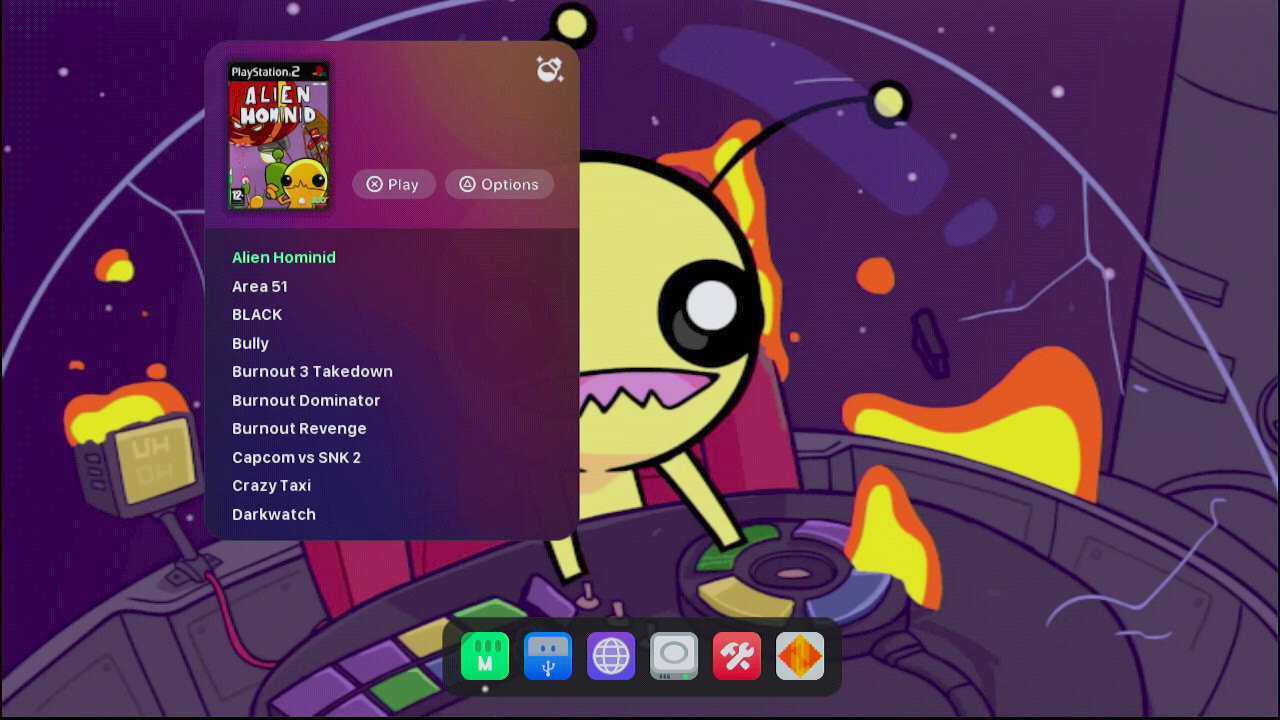 PlayStation.2
ALIEN
HOMINID
12+
Play
Options
Alien Hominid
Area 51
BLACK
Bully
Burnout 3 Takedown
Burnout Dominator
Burnout Revenge
Capcom vs SNK 2
Crazy Taxi
Darkwatch
UH
OH
M